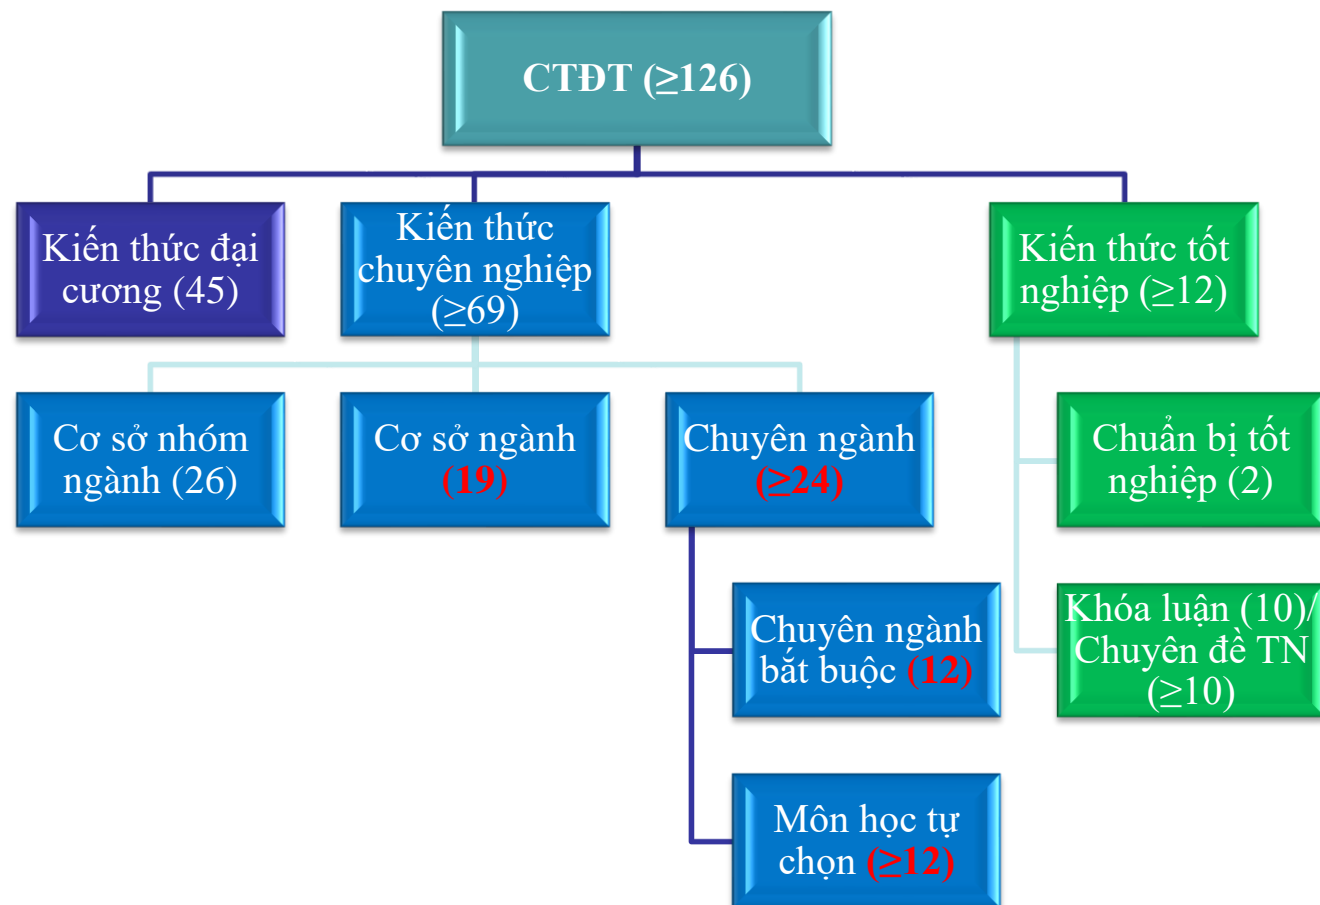 CTĐT (≥126)
Kiến thức đại
cương (45)
Kiến thức
chuyên nghiệp
(≥69)
Kiến thức tốt
nghiệp (≥12)
Cơ sở nhóm
ngành (26)
Cơ sở ngành
(19)
Chuyên ngành
(≥24)
Chuẩn bị tốt
nghiệp (2)
Chuyên ngành
bắt buộc (12)
Khóa luận (10)/
Chuyên đề TN
(≥10)
Môn học tự
chọn (≥12)